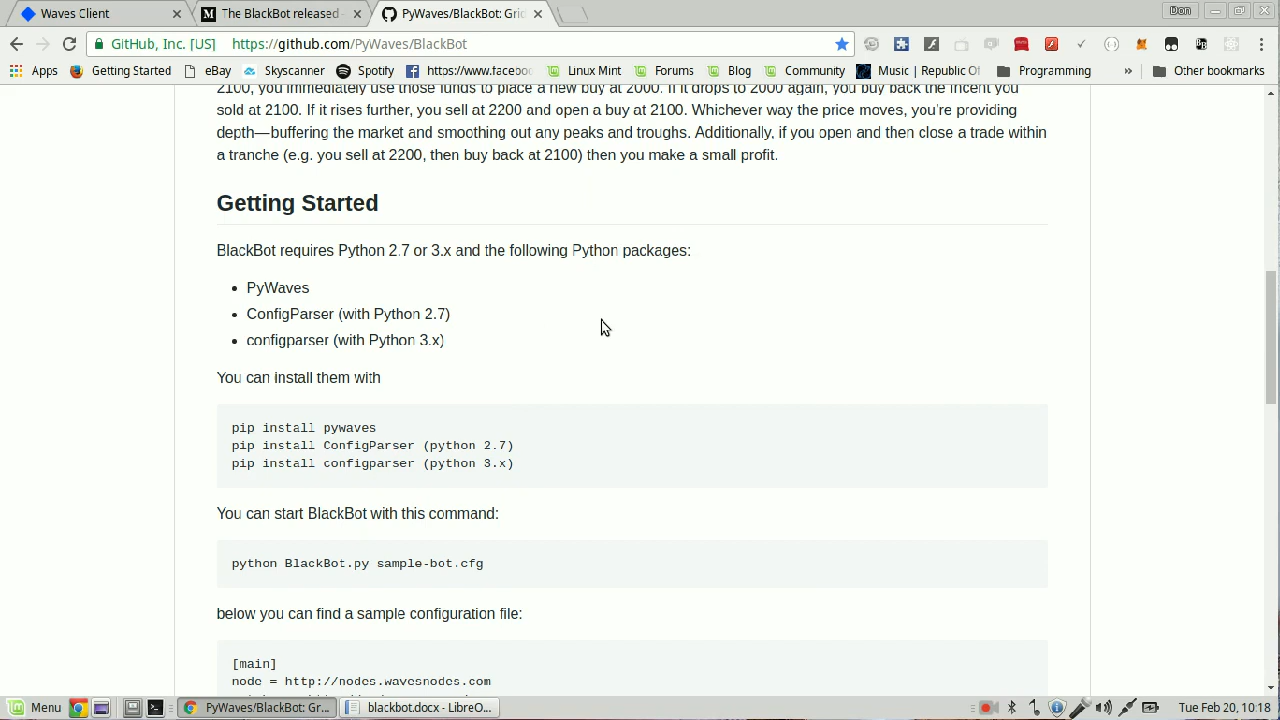 Waves Client
The BlackBot released
PyWaves/BlackBot: Grid
Don
GitHub, Inc. [US]
https://github.com/PyWaves/BlackBot
Apps
Getting Start
eBay
Skyscanner
Spotify
https://www.faceboo
Linux Mint
Forums
Blog
Community
Music | Republic Of
Programming
»
Other bookmarks
2100, you immediately use those funds to place a new buy at 2000. If it drops to 2000 again, you buy back the Incent you
sold at 2100. If it rises further, you sell at 2200 and open a buy at 2100. Whichever way the price moves, you're providing
depth—buffering the market and smoothing out any peaks and troughs. Additionally, if you open and then close a trade within
a tranche (e.g. you sell at 2200, then buy back at 2100) then you make a small profit.
Getting Started
BlackBot requires Python 2.7 or 3.x and the following Python packages:
• PyWaves
• ConfigParser (with Python 2.7)
• configparser (with Python 3.x)
You can install them with
pip install pywaves
pip install ConfigParser (python 2.7)
pip install configparser (python 3.x)
You can start BlackBot with this command:
python BlackBot.py sample-bot.cfg
below you can find a sample configuration file:
[main]
node = http://nodes.wavesnodes.com
Menu
PyWaves/BlackBot: Gr...
blackbot.docx - LibreO...
Tue Feb 20, 10:18